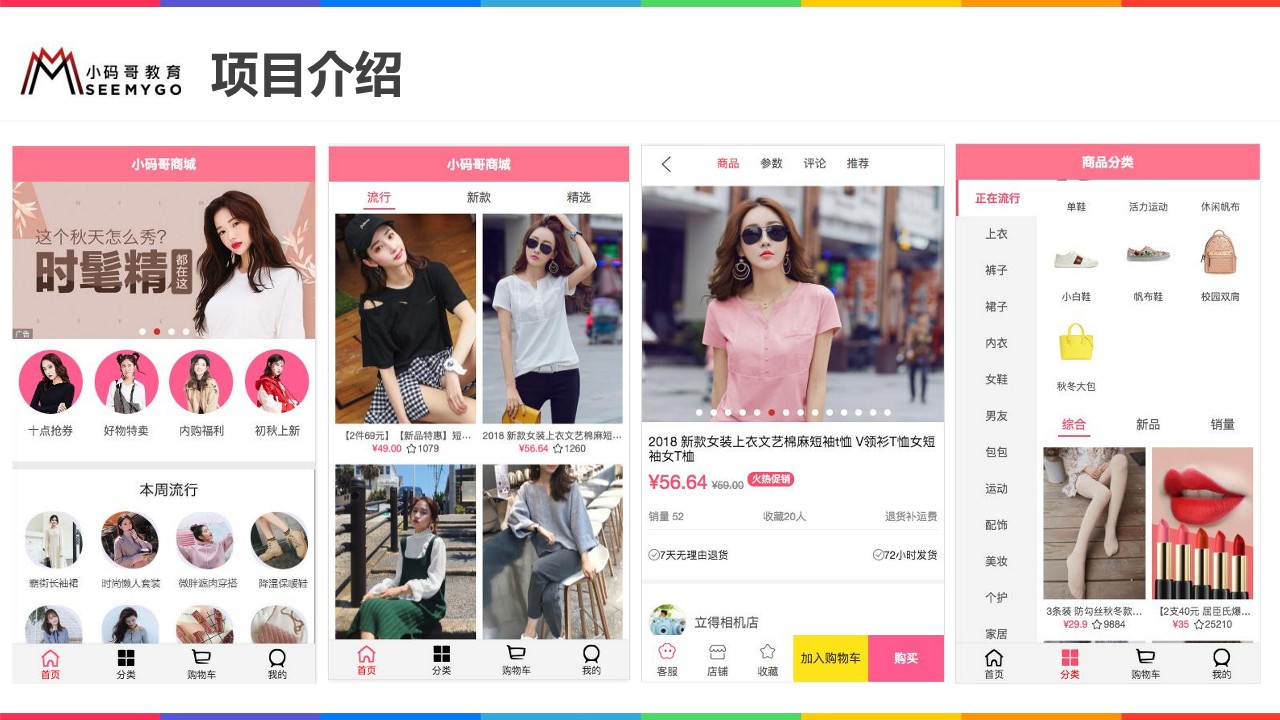 小码哥教育
SEEMYGO
项目介绍
小码哥商城
这个秋天怎么秀?
时髦精
都在这
广告
十点抢券
好物特卖
内购福利
初秋上新
本周流行
时尚懒人套装
微胖遮肉穿搭
降温保暖鞋
首页
分类
购物车
我的
小码哥商城
流行
新款
精选
【2件69元】【新品特惠】短...
2018 新款女装上衣文艺棉麻短...
¥49.00 1079
¥56.64 1260
首页
分类
购物车
我的
商品
参数
评论
推荐
2018 新款女装上衣文艺棉麻短袖t恤 V领衫T恤女短
袖女T桖
¥56.64 ¥59.00 火热促销
销量 52
收藏20人
退货补运费
7天无理由退货
72小时发货
立得相机店
客服
店铺
收藏
加入购物车
购买
商品分类
正在流行
上衣
裤子
裙子
内衣
女鞋
男友
包包
运动
配饰
美妆
个护
家居
单鞋
活力运动
休闲帆布
小白鞋
帆布鞋
校园双肩
秋冬大包
综合
新品
销量
3条装 防勾丝秋冬款...
【2支40元 屈臣氏爆...
¥29.9 9884
¥35 25210
首页
分类
购物车
我的